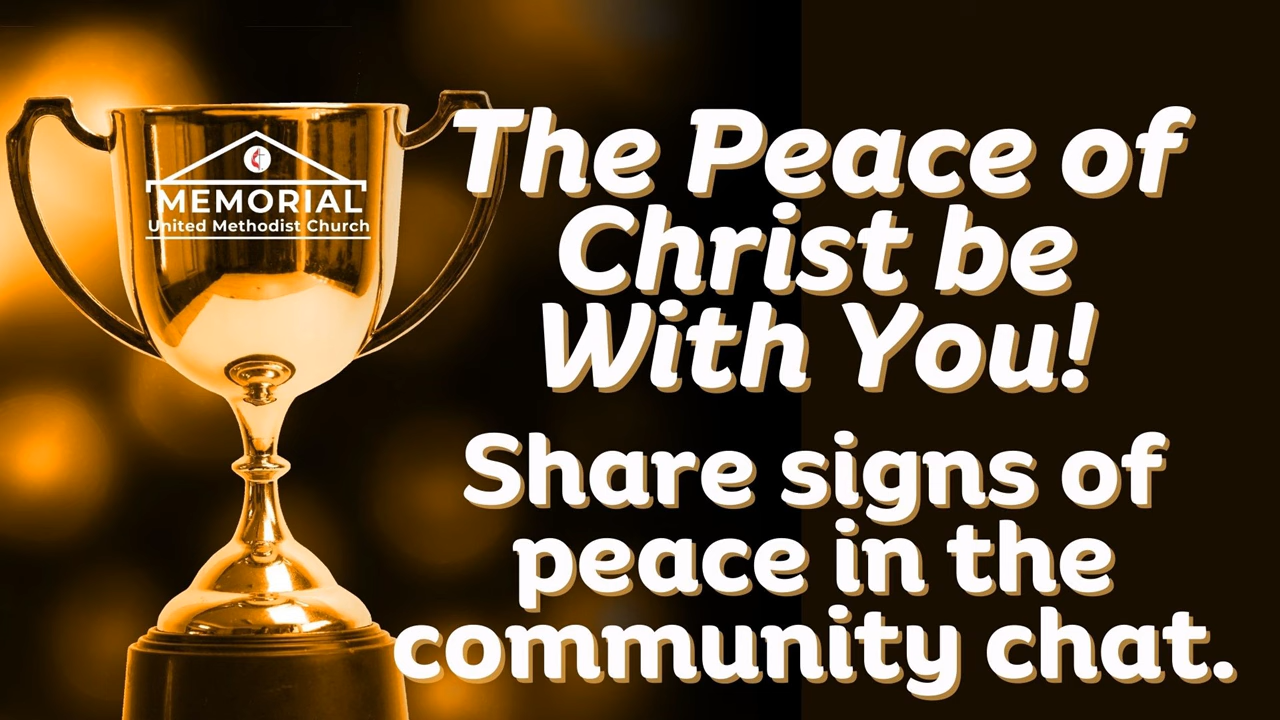 MEMORIAL
United Methodist Church
The Peace of
Christ be
With You!
Share signs of
peace in the
community chat.